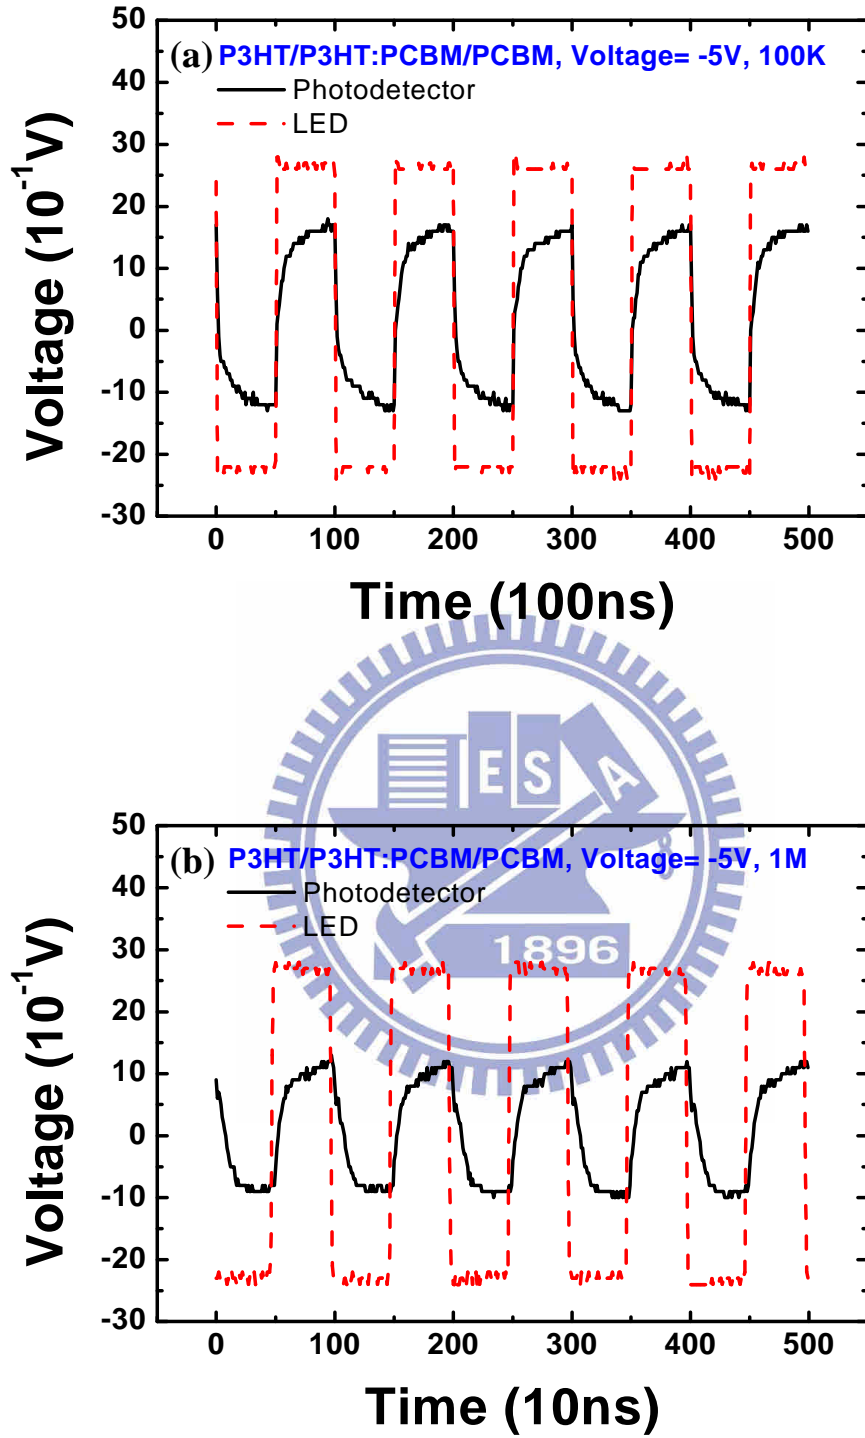 50
(a) P3HT/P3HT:PCBM/PCBM, Voltage= -5V, 100K
40
Photodetector
LED
30
20
10
0
-10
-20
-30
Voltage (10⁻¹V)
0 100 200 300 400 500
Time (100ns)
E S A
1896
50
(b) P3HT/P3HT:PCBM/PCBM, Voltage= -5V, 1M
40
Photodetector
LED
30
20
10
0
-10
-20
-30
Voltage (10⁻¹V)
0 100 200 300 400 500
Time (10ns)